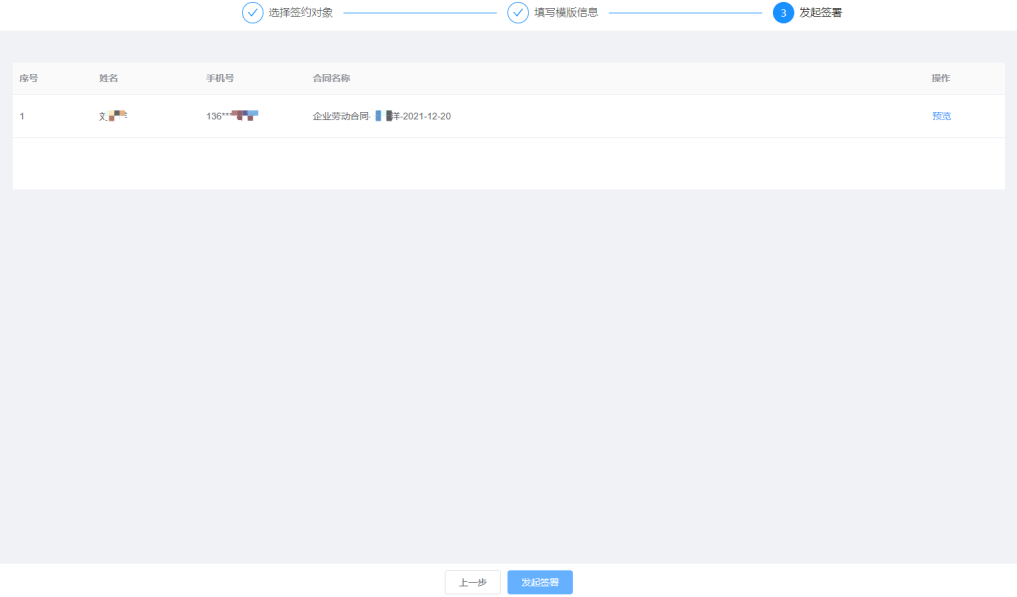 选择签约对象 填写模版信息 3 发起签署
序号 姓名 手机号 合同名称 操作
1 136** 企业劳动合同- 洋-2021-12-20 预览
上一步 发起签署